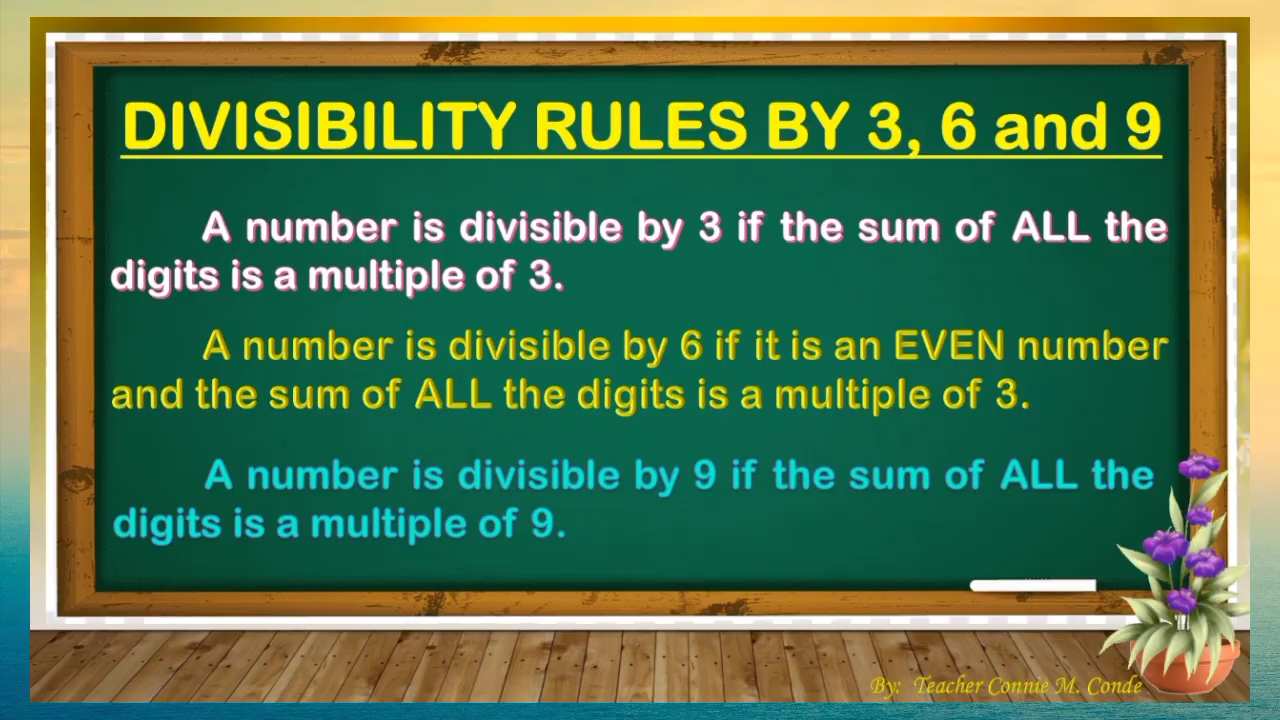 DIVISIBILITY RULES BY 3, 6 and 9
A number is divisible by 3 if the sum of ALL the
digits is a multiple of 3.
A number is divisible by 6 if it is an EVEN number
and the sum of ALL the digits is a multiple of 3.
A number is divisible by 9 if the sum of ALL the
digits is a multiple of 9.
By: Teacher Connie M. Conde